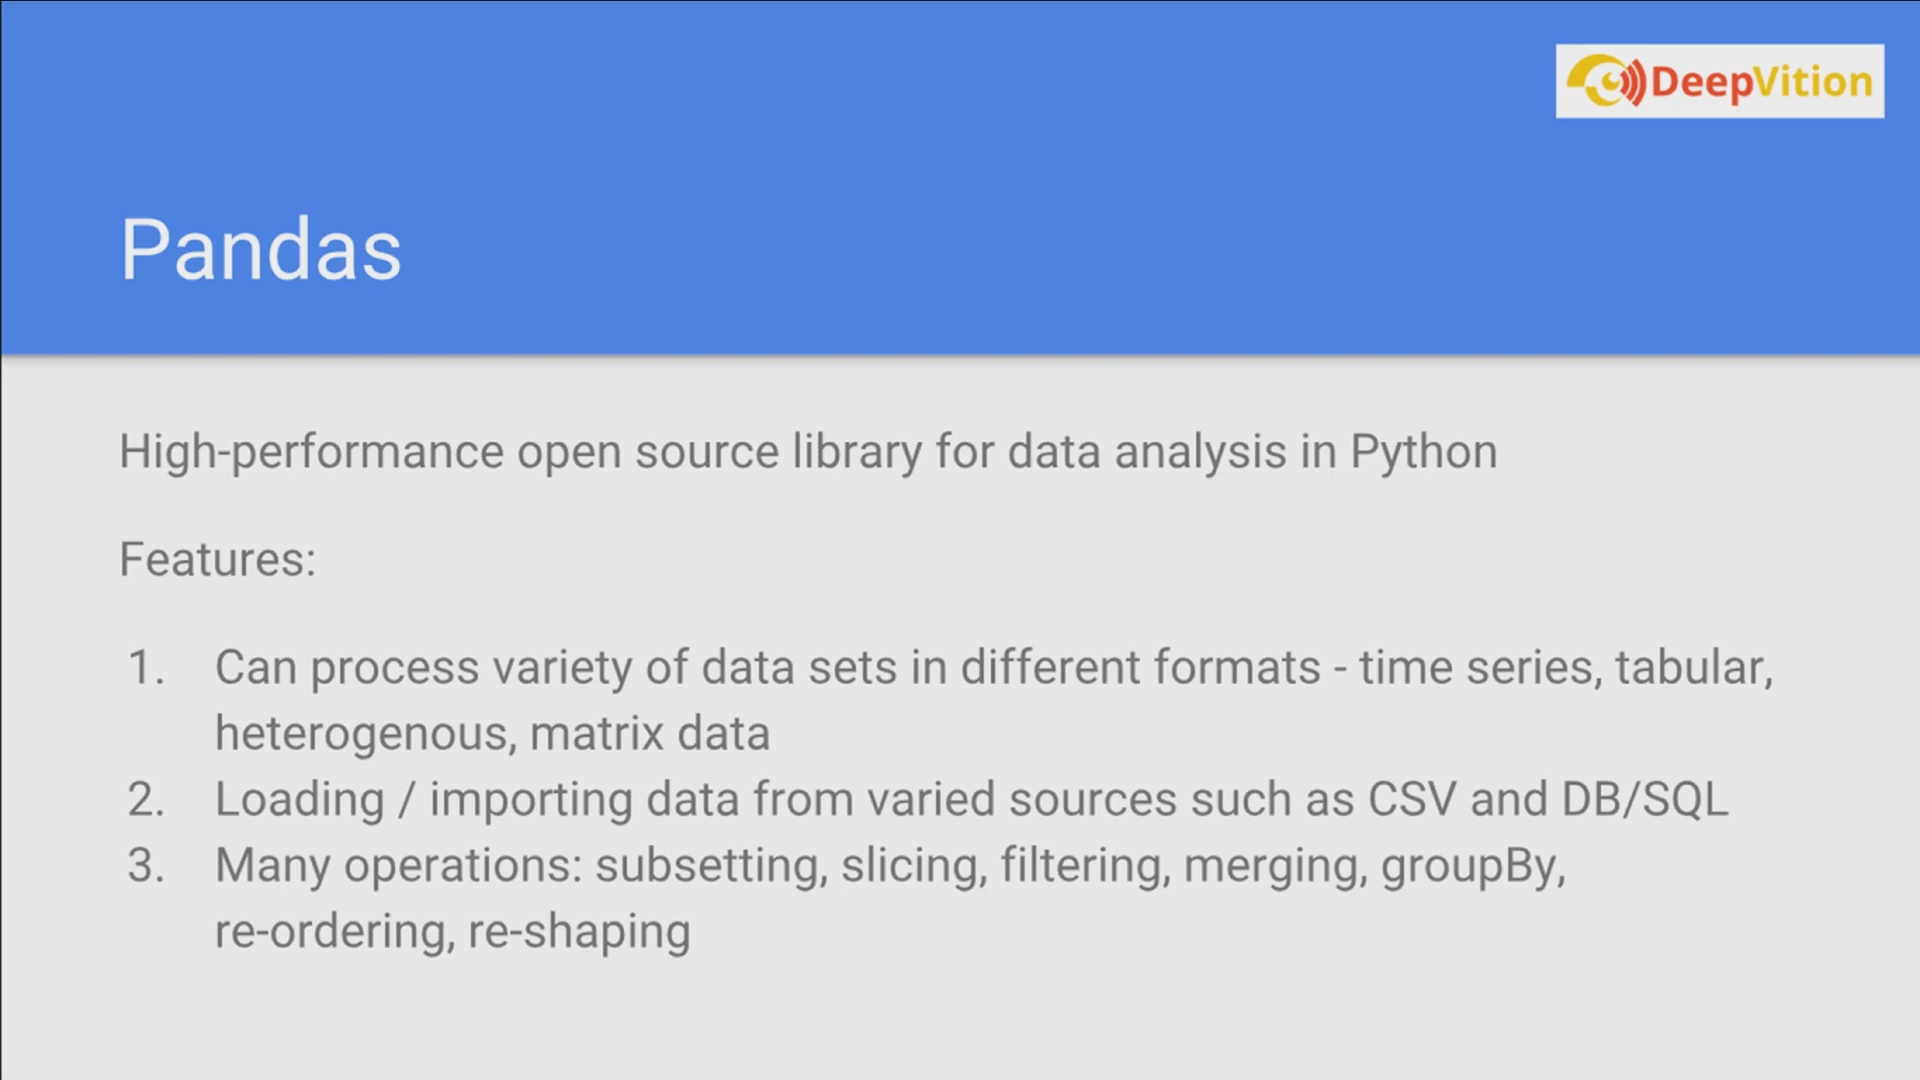 DeepVition
Pandas
High-performance open source library for data analysis in Python
Features:
1. Can process variety of data sets in different formats - time series, tabular,
heterogenous, matrix data
2. Loading / importing data from varied sources such as CSV and DB/SQL
3. Many operations: subsetting, slicing, filtering, merging, groupBy,
re-ordering, re-shaping